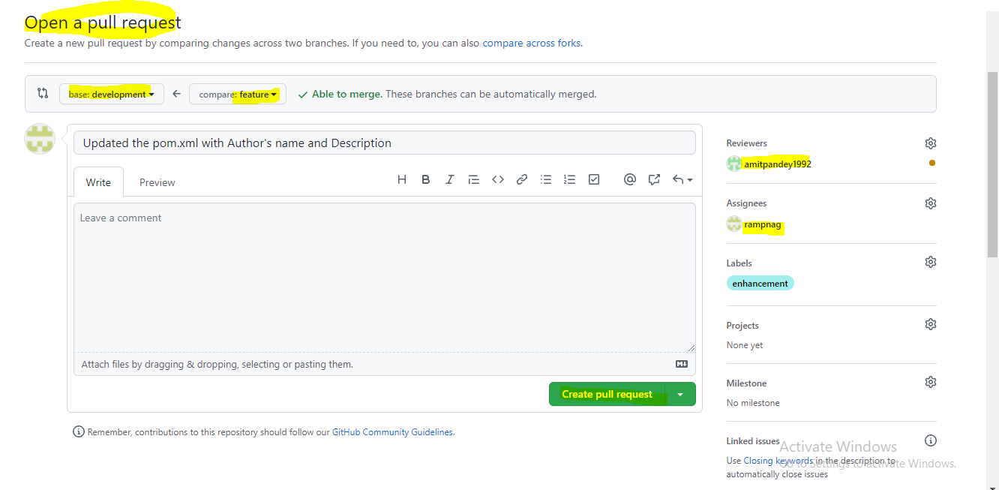 Open a pull request
Create a new pull request by comparing changes across two branches. If you need to, you can also compare across forks.
base: development
compare: feature
Able to merge. These branches can be automatically merged.
Updated the pom.xml with Author's name and Description
Write
Preview
H B I
Leave a comment
Attach files by dragging & dropping, selecting or pasting them.
Create pull request
Remember, contributions to this repository should follow our GitHub Community Guidelines.
Reviewers
amitpandey1992
Assignees
rampnag
Labels
enhancement
Projects
None yet
Milestone
No milestone
Linked issues
Use Closing keywords in the description to
automatically close issues
Activate Windows
Go to Settings to activate Windows.